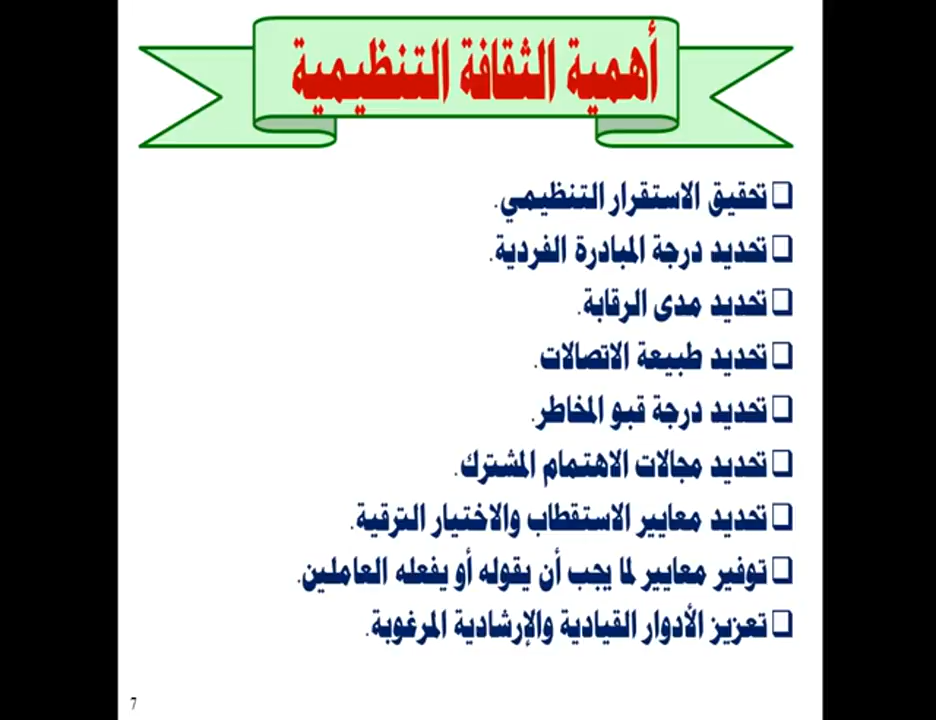 أهمية الثقافة التنظيمية
تحقيق الاستقرار التنظيمي.
تحديد درجة المبادرة الفردية.
تحديد مدى الرقابة.
تحديد طبيعة الاتصالات.
تحديد درجة قبو المخاطر.
تحديد مجالات الاهتمام المشترك.
تحديد معايير الاستقطاب والاختيار الترقية.
توفير معايير لما يجب أن يقوله أو يفعله العاملين.
تعزيز الأدوار القيادية والإرشادية المرغوبة.
7